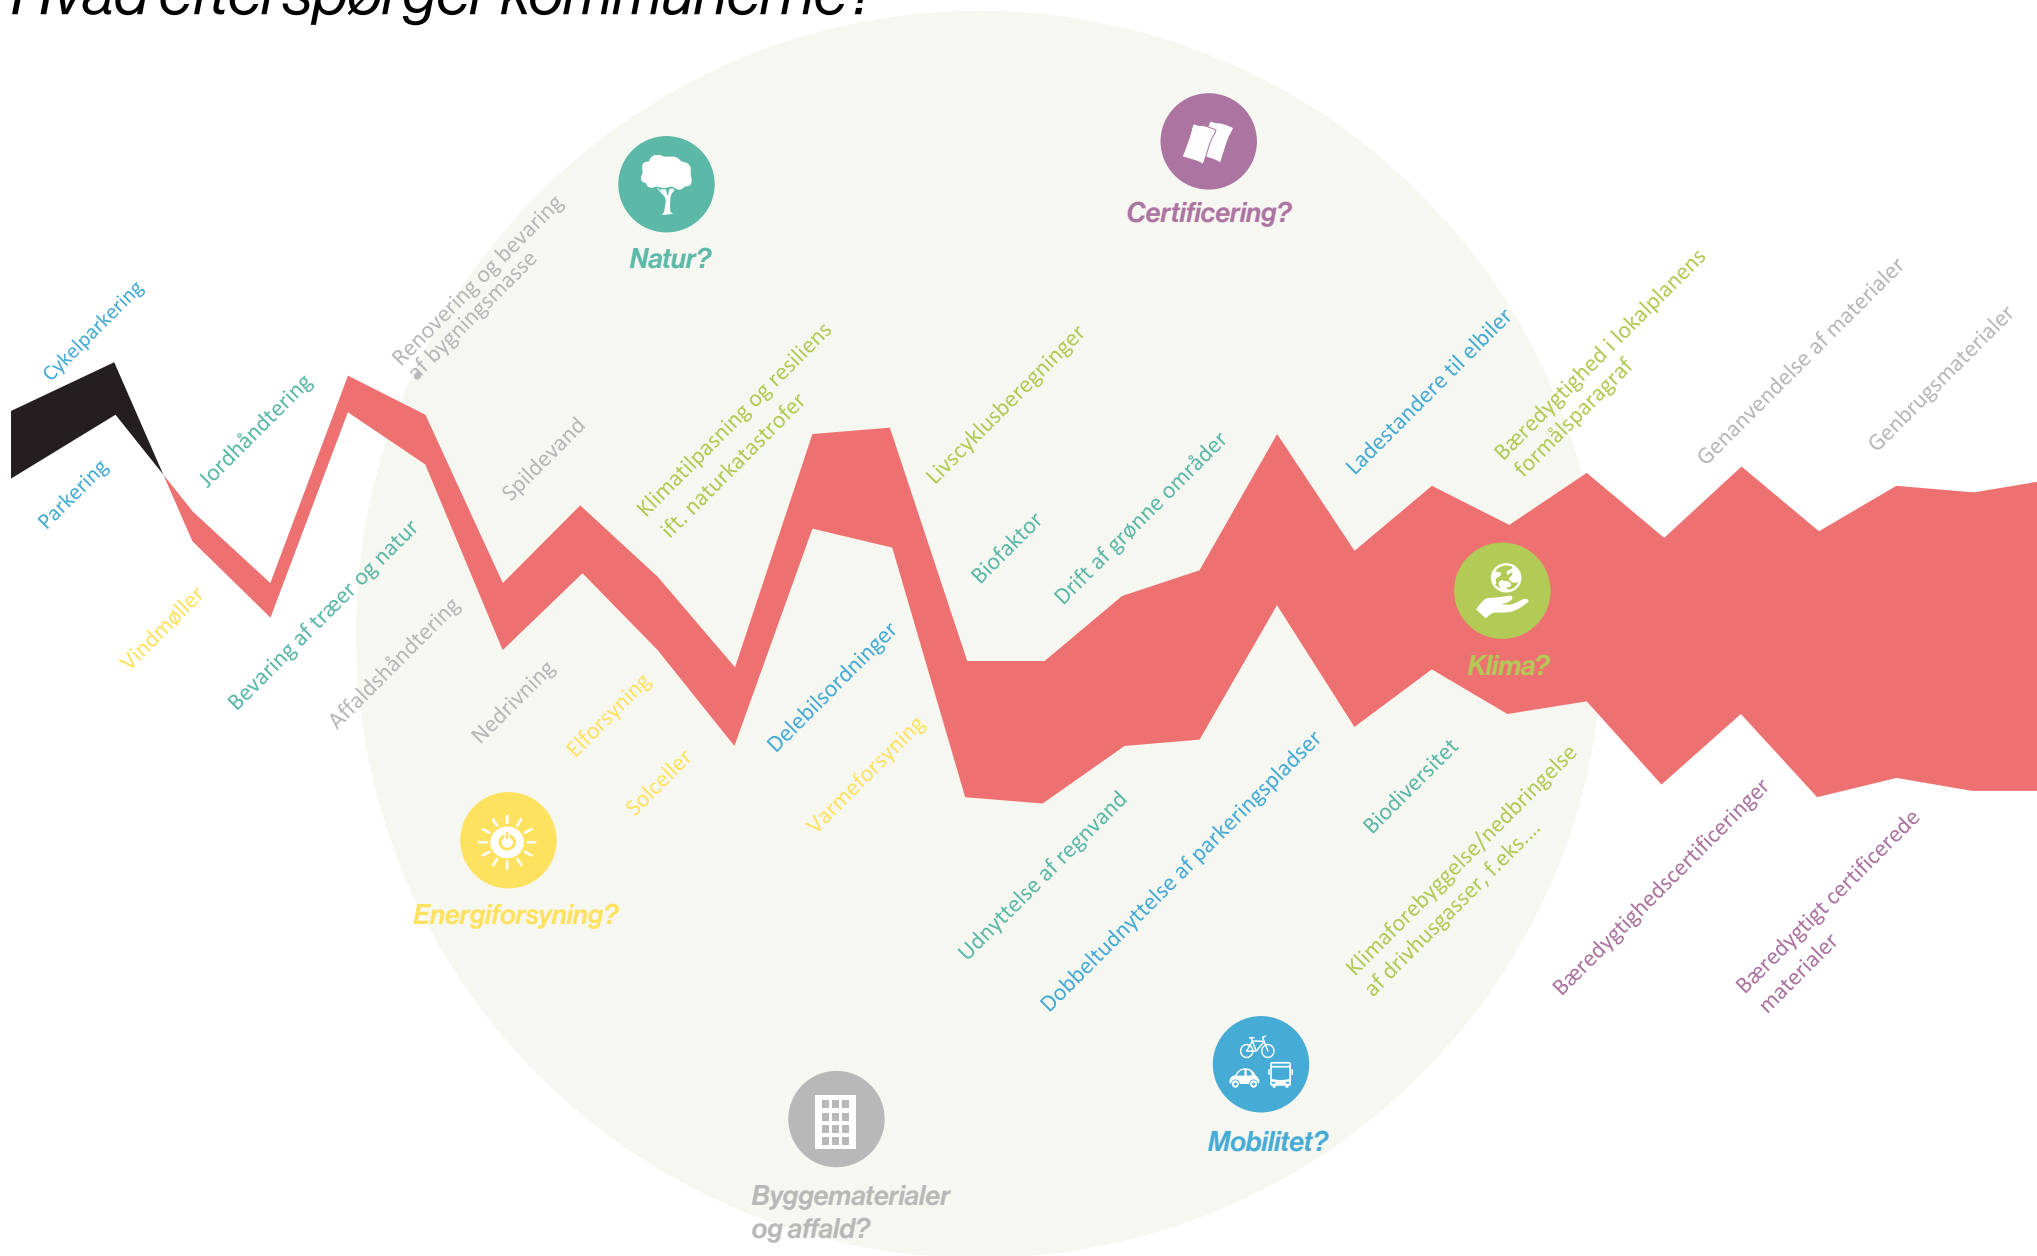 Hvad efterspørger kommunerne?
Certificering?
Natur?
Cykelparkering
Parkering
Jordhåndtering
Vindmøller
Renovering og bevaring
af bygningsmasse
Bevaring af træer og natur
Affaldshåndtering
Spildevand
Nedrivning
Elforsyning
Klimatilpasning og resiliens
ift. naturkatastrofer
Solceller
Delebilsordninger
Varmeforsyning
Livscyklusberegninger
Biofaktor
Drift af grønne områder
Udnyttelse af regnvand
Dobbeltudnyttelse af parkeringspladser
Ladestandere til elbiler
Biodiversitet
Klimaforebyggelse/nedbringelse
af drivhusgasser, f.eks....
Bæredygtighed i lokalplanens
formålsparagraf
Klima?
Bæredygtighedscertificeringer
Genanvendelse af materialer
Bæredygtigt certificerede
materialer
Genbrugsmaterialer
Energiforsyning?
Mobilitet?
Byggematerialer
og affald?